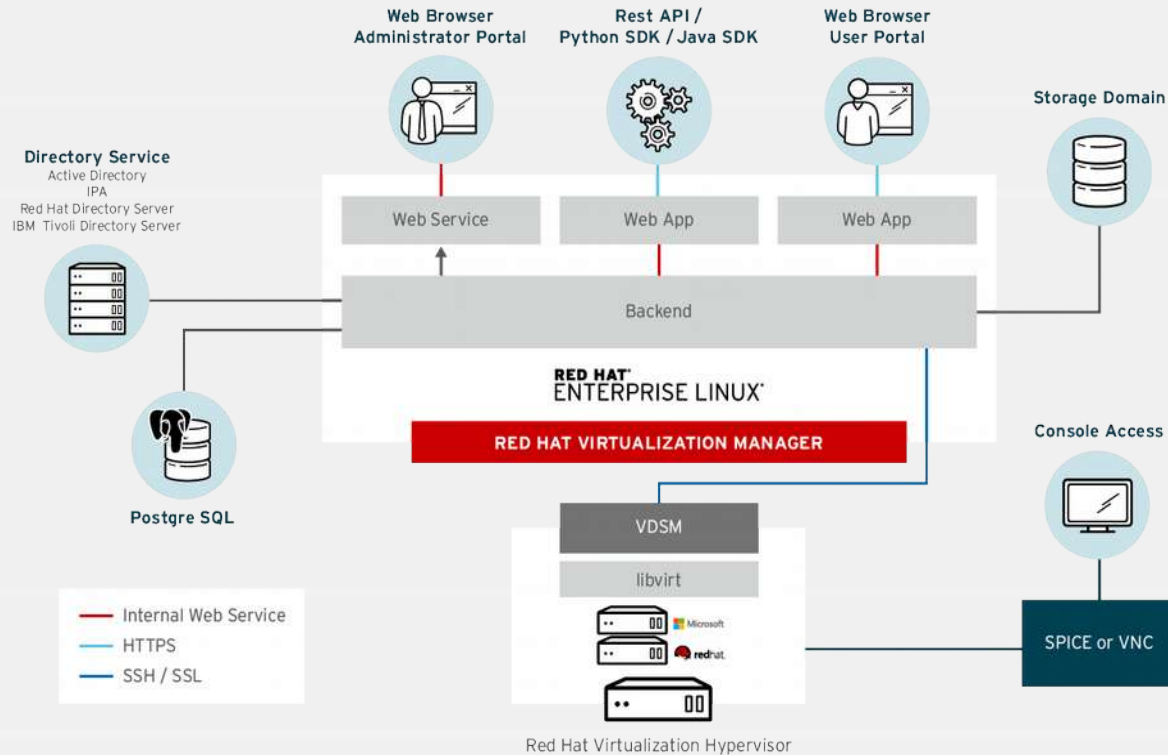 Web Browser
Administrator Portal
Rest API /
Python SDK / Java SDK
Web Browser
User Portal
Storage Domain
Directory Service
Active Directory
IPA
Red Hat Directory Server
IBM Tivoli Directory Server
Web Service
Web App
Web App
Backend
RED HAT®
ENTERPRISE LINUX®
RED HAT VIRTUALIZATION MANAGER
Postgre SQL
Console Access
VDSM
libvirt
Microsoft
redhat.
Internal Web Service
HTTPS
SSH / SSL
SPICE or VNC
Red Hat Virtualization Hypervisor